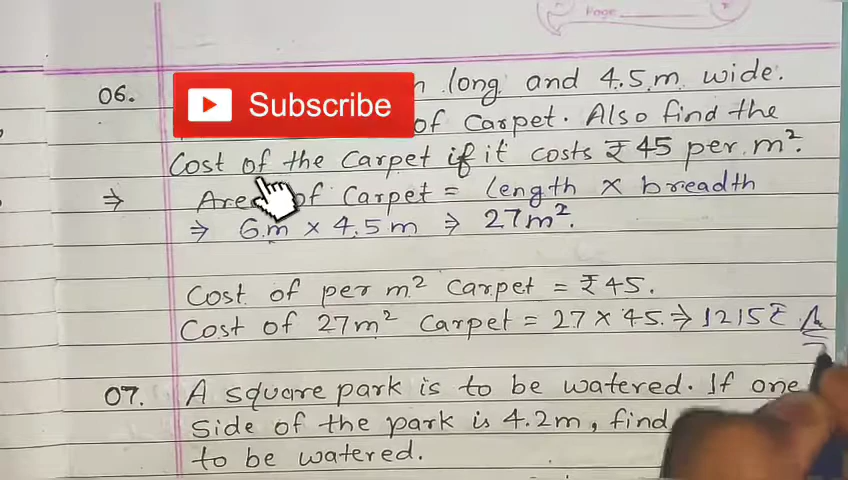 Page
06. long and 4.5 m wide.
Subscribe
of Carpet. Also find the
Cost of the Carpet if it costs ₹ 45 per m².
⇒ Area of Carpet = length × breadth
⇒ 6 m × 4.5 m ⇒ 27 m².
Cost of per m² Carpet = ₹ 45.
Cost of 27 m² Carpet = 27 × 45. ⇒ 1215 ₹
07. A square park is to be watered. If one
side of the park is 4.2 m, find
to be watered.